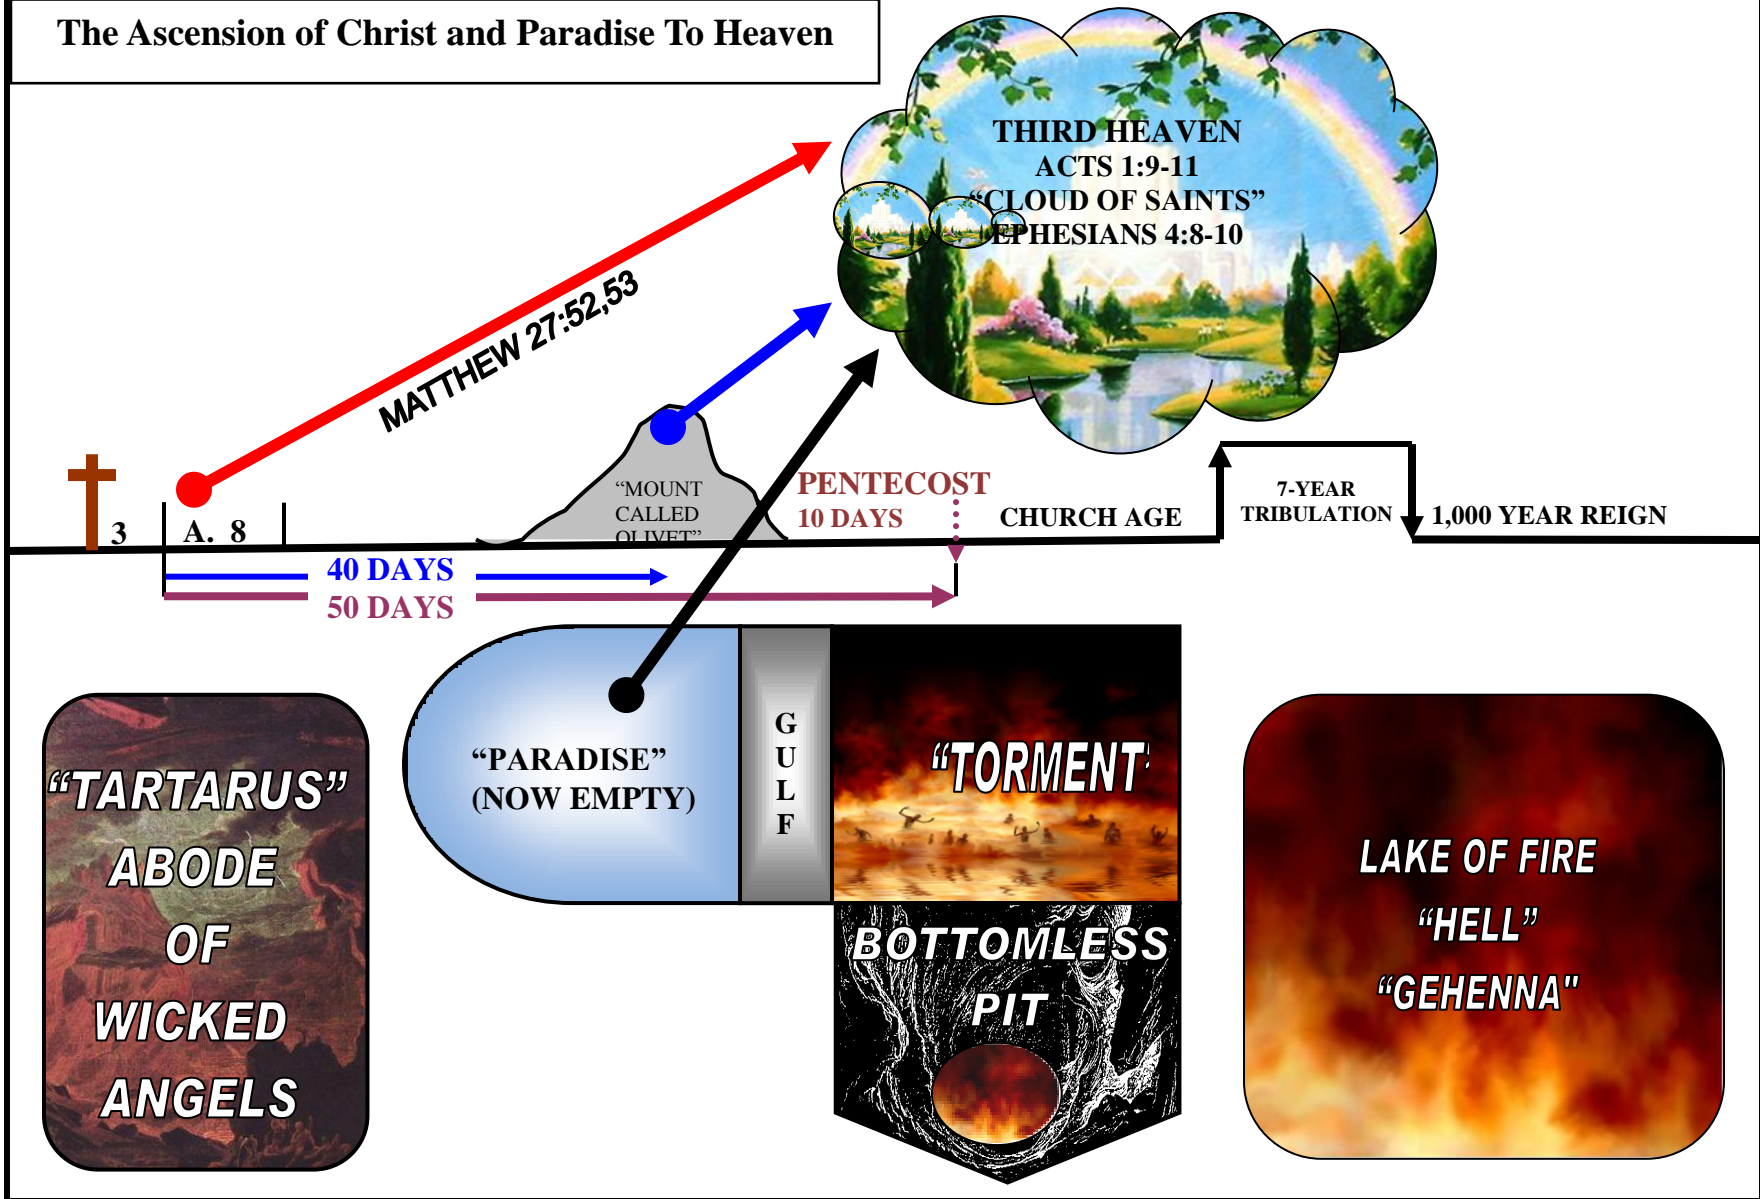 The Ascension of Christ and Paradise To Heaven
THIRD HEAVEN
ACTS 1:9-11
“CLOUD OF SAINTS”
EPHESIANS 4:8-10
MATTHEW 27:52,53
3
A. 8
“MOUNT
CALLED
OLIVET”
PENTECOST
10 DAYS
CHURCH AGE
7-YEAR
TRIBULATION
1,000 YEAR REIGN
40 DAYS
50 DAYS
“TARTARUS”
ABODE
OF
WICKED
ANGELS
“PARADISE”
(NOW EMPTY)
G
U
L
F
“TORMENT”
BOTTOMLESS
PIT
LAKE OF FIRE
“HELL”
“GEHENNA"